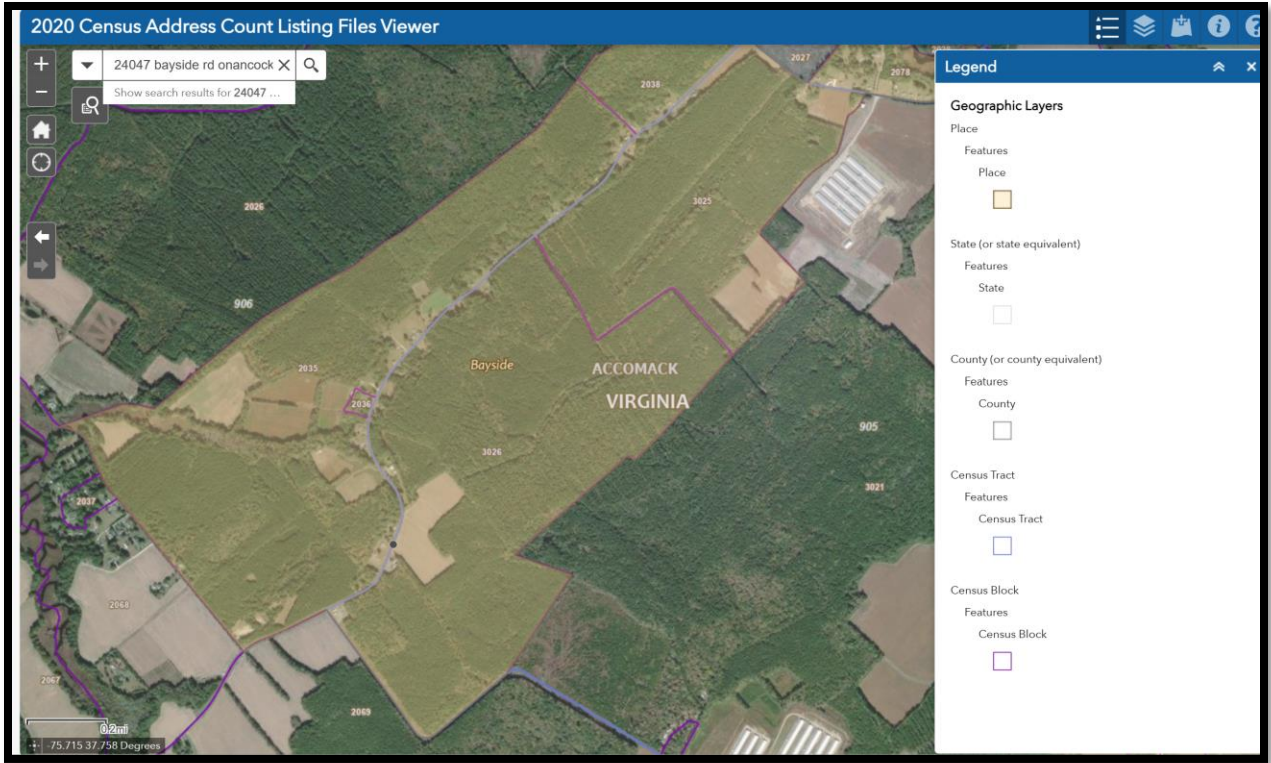 2020 Census Address Count Listing Files Viewer
24047 bayside rd onancock
Show search results for 24047 ...
2027
2078
2038
2026
3025
906
2035
Bayside
ACCOMACK
VIRGINIA
2036
905
3026
3021
2037
2068
2067
2069
0.2mi
-75.715 37.758 Degrees
Legend
Geographic Layers
Place
Features
Place
State (or state equivalent)
Features
State
County (or county equivalent)
Features
County
Census Tract
Features
Census Tract
Census Block
Features
Census Block